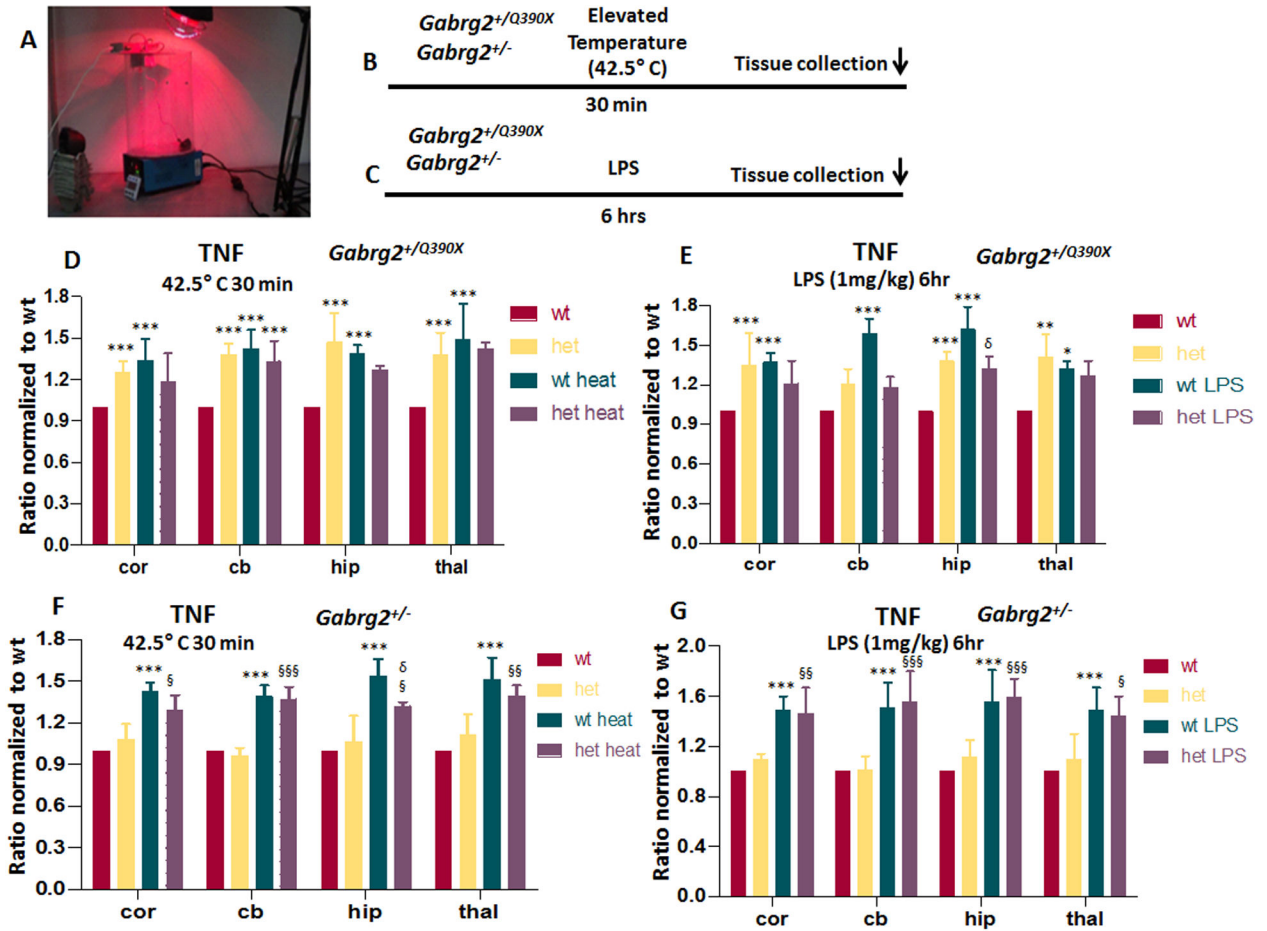 A
B
Gabrg2+/Q390X
Gabrg2+/-
Elevated
Temperature
(42.5° C)
Tissue collection
30 min
C
Gabrg2+/Q390X
Gabrg2+/-
LPS
Tissue collection
6 hrs
D
TNF
42.5° C 30 min
Gabrg2+/Q390X
Ratio normalized to wt
1.8
1.5
1.2
0.9
0.6
0.3
0.0
*** ***
*** *** ***
*** ***
*** ***
cor cb hip thal
wt
het
wt heat
het heat
E
TNF
LPS (1mg/kg) 6hr
Gabrg2+/Q390X
Ratio normalized to wt
1.8
1.5
1.2
0.9
0.6
0.3
0.0
*** ***
***
*** *** δ
** *
cor cb hip thal
wt
het
wt LPS
het LPS
F
TNF
42.5° C 30 min
Gabrg2+/-
Ratio normalized to wt
1.8
1.5
1.2
0.9
0.6
0.3
0.0
*** §
*** §§§
*** δ §
*** §§
cor cb hip thal
wt
het
wt heat
het heat
G
TNF
LPS (1mg/kg) 6hr
Gabrg2+/-
Ratio normalized to wt
2.0
1.6
1.2
0.8
0.4
0.0
*** §§
*** §§§
*** §§§
*** §
cor cb hip thal
wt
het
wt LPS
het LPS